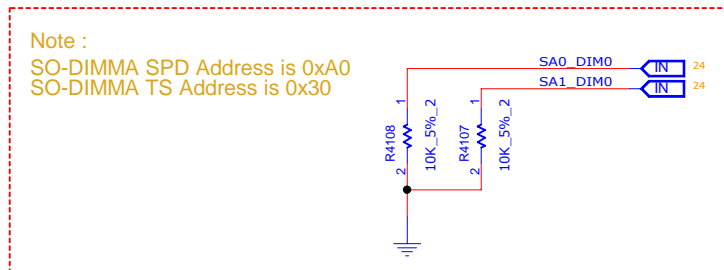 Note :
SO-DIMMA SPD Address is 0xA0
SO-DIMMA TS Address is 0x30
SA0_DIM0 IN 24
SA1_DIM0 IN 24
1 1
R4108 10K_5%_2 R4107 10K_5%_2
2 2